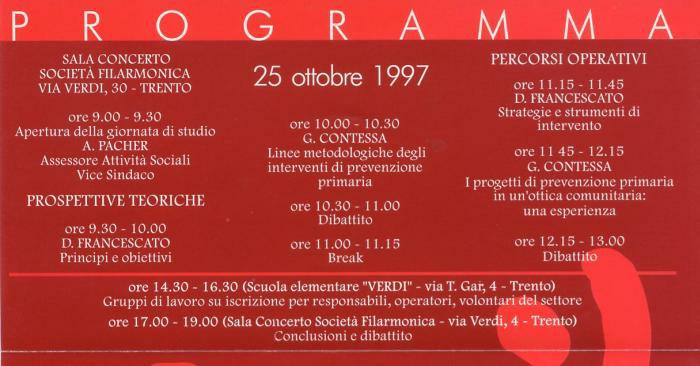 PROGRAMMA
SALA CONCERTO
SOCIETÀ FILARMONICA
VIA VERDI, 30 - TRENTO
ore 9.00 - 9.30
Apertura della giornata di studio
A. PACHER
Assessore Attività Sociali
Vice Sindaco
PROSPETTIVE TEORICHE
ore 9.30 - 10.00
D. FRANCESCATO
Principi e obiettivi
25 ottobre 1997
ore 10.00 - 10.30
G. CONTESSA
Linee metodologiche degli
interventi di prevenzione
primaria
ore 10.30 - 11.00
Dibattito
ore 11.00 - 11.15
Break
PERCORSI OPERATIVI
ore 11.15 - 11.45
D. FRANCESCATO
Strategie e strumenti di
intervento
ore 11 45 - 12.15
G. CONTESSA
I progetti di prevenzione primaria
in un'ottica comunitaria:
una esperienza
ore 12.15 - 13.00
Dibattito
ore 14.30 - 16.30 (Scuola elementare "VERDI" - via T. Gar, 4 - Trento)
Gruppi di lavoro su iscrizione per responsabili, operatori, volontari del settore
ore 17.00 - 19.00 (Sala Concerto Società Filarmonica - via Verdi, 4 - Trento)
Conclusioni e dibattito